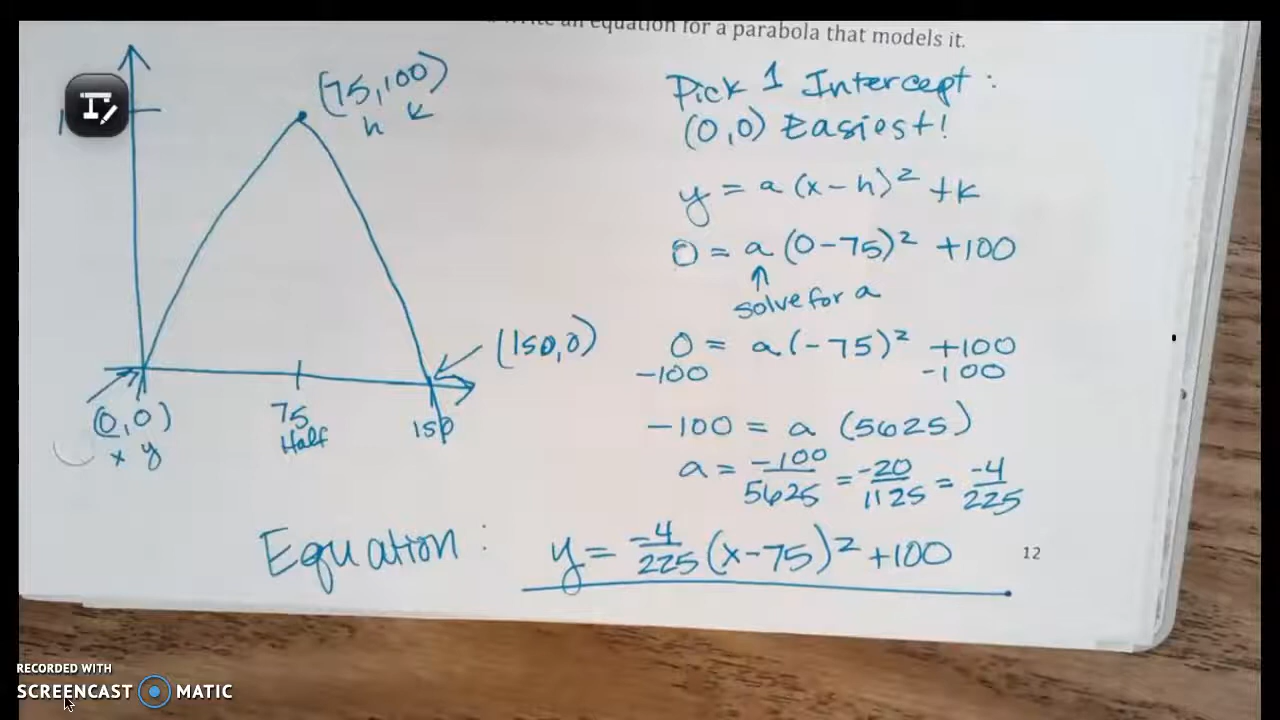 write an equation for a parabola that models it.
(75,100)
h k
Pick 1 Intercept:
(0,0) Easiest!
y = a(x-h)² +k
0 = a(0-75)² +100
↑
solve for a
0 = a(-75)² +100
-100 -100
-100 = a (5625)
a = -100/5625 = -20/1125 = -4/225
(150,0)
(0,0)
x y
75
Half
150
Equation: y = -4/225 (x-75)² +100
12
RECORDED WITH
SCREENCAST MATIC